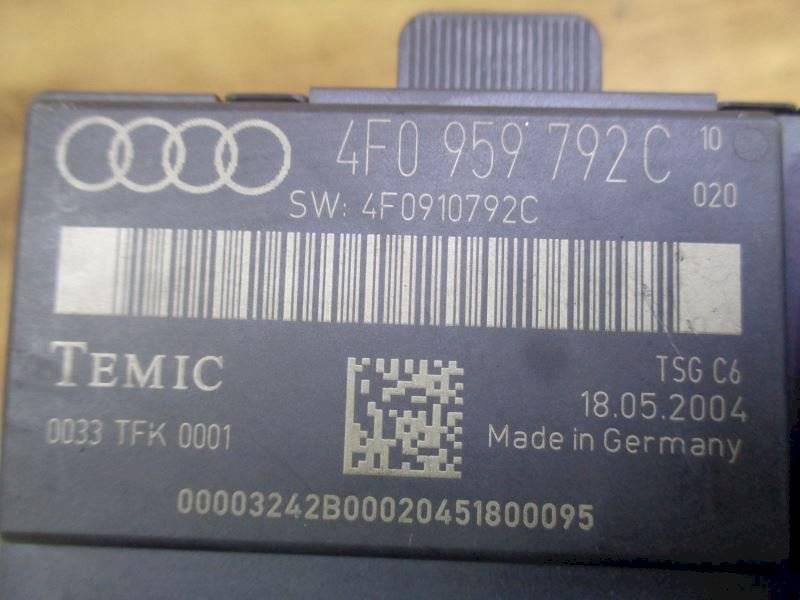 4F0 959 792C 10
020
SW: 4F0910792C
TEMIC
TSG C6
18.05.2004
0033 TFK 0001
Made in Germany
00003242B00020451800095